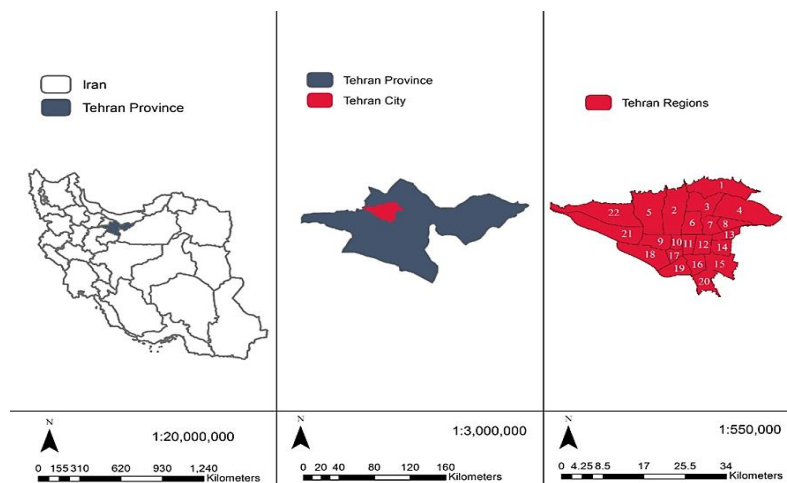 Iran
Tehran Province
Tehran Province
Tehran City
Tehran Regions
1
2
3
4
5
6
7
8
9
10
11
12
13
14
15
16
17
18
19
20
21
22
N
1:20,000,000
0 155 310 620 930 1,240
Kilometers
N
1:3,000,000
0 20 40 80 120 160
Kilometers
N
1:550,000
0 4.25 8.5 17 25.5 34
Kilometers